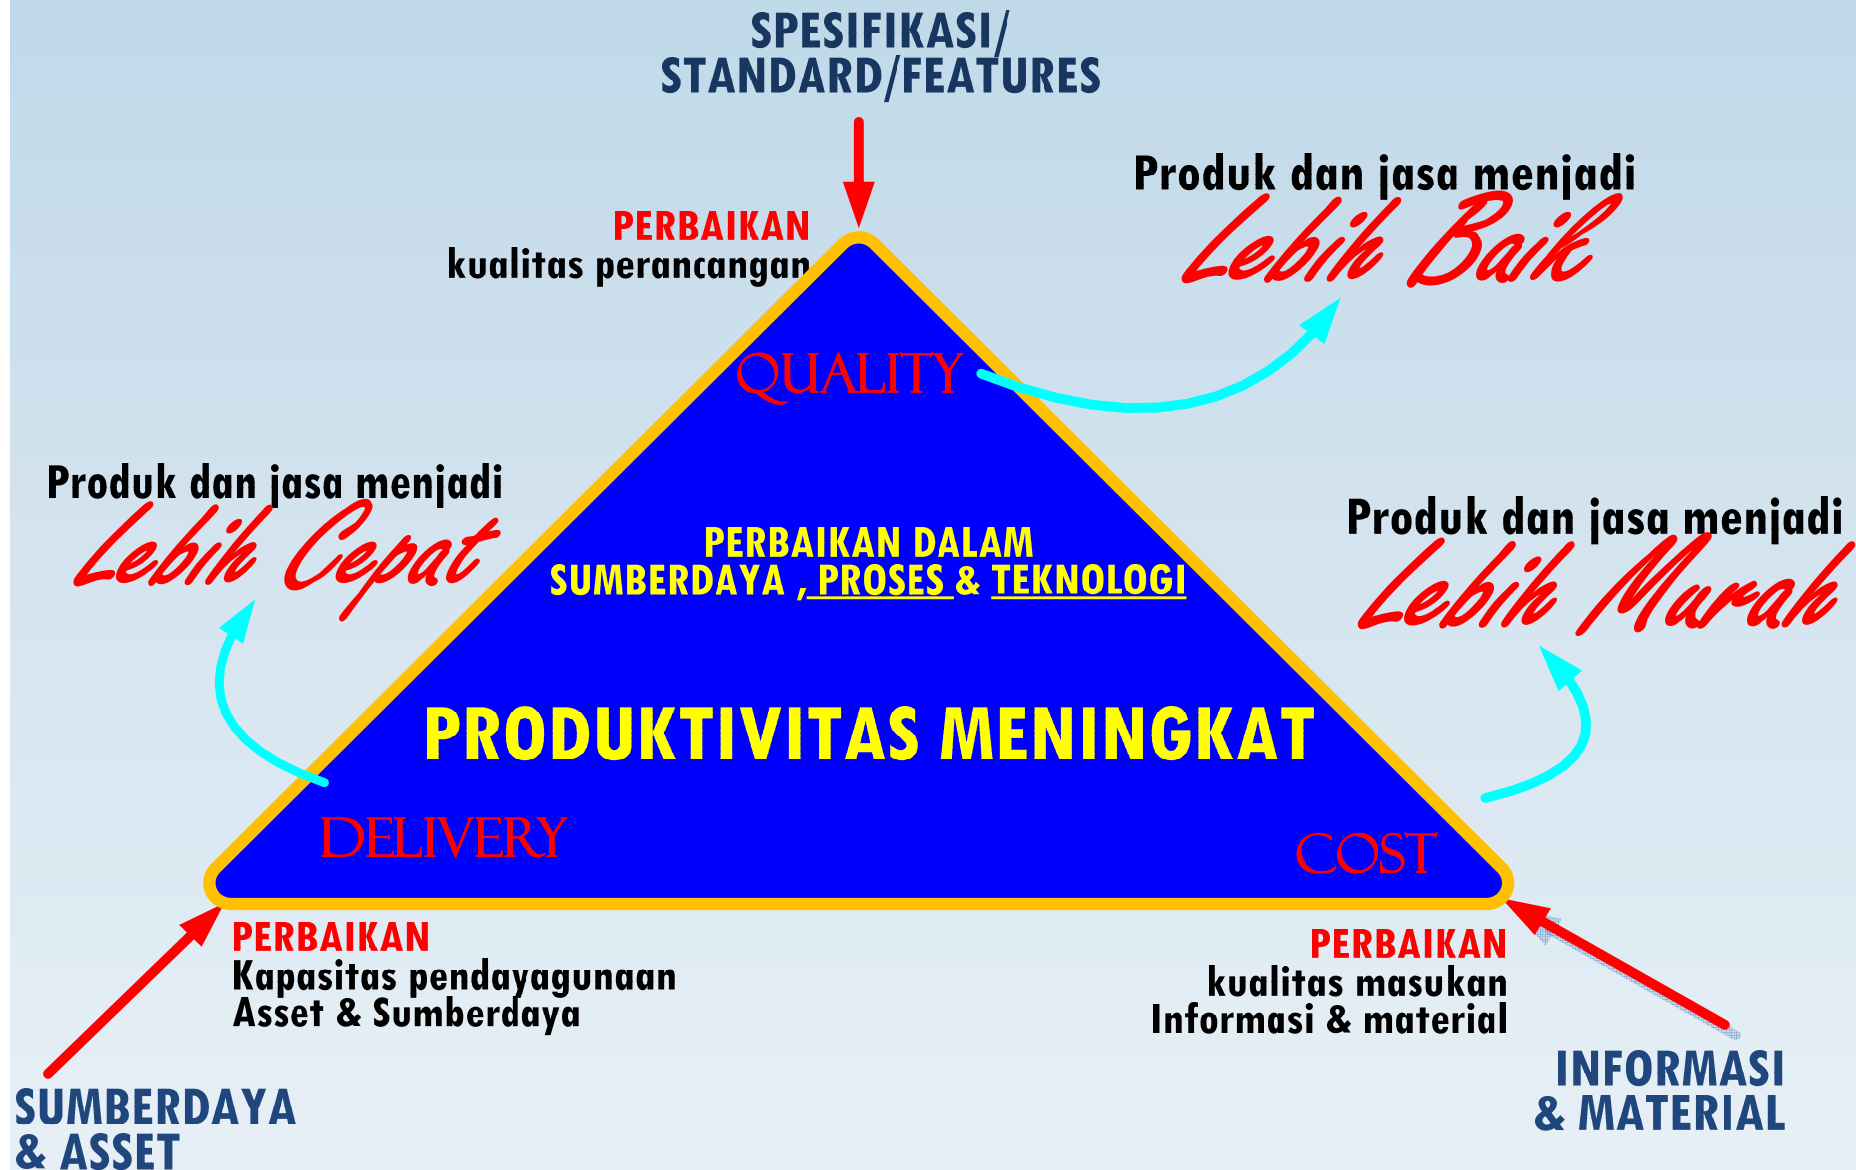 SPESIFIKASI/
STANDARD/FEATURES
Produk dan jasa menjadi
Lebih Baik
PERBAIKAN
kualitas perancangan
QUALITY
Produk dan jasa menjadi
Lebih Cepat
Produk dan jasa menjadi
Lebih Murah
PERBAIKAN DALAM
SUMBERDAYA , PROSES & TEKNOLOGI
PRODUKTIVITAS MENINGKAT
DELIVERY
COST
PERBAIKAN
Kapasitas pendayagunaan
Asset & Sumberdaya
PERBAIKAN
kualitas masukan
Informasi & material
SUMBERDAYA
& ASSET
INFORMASI
& MATERIAL